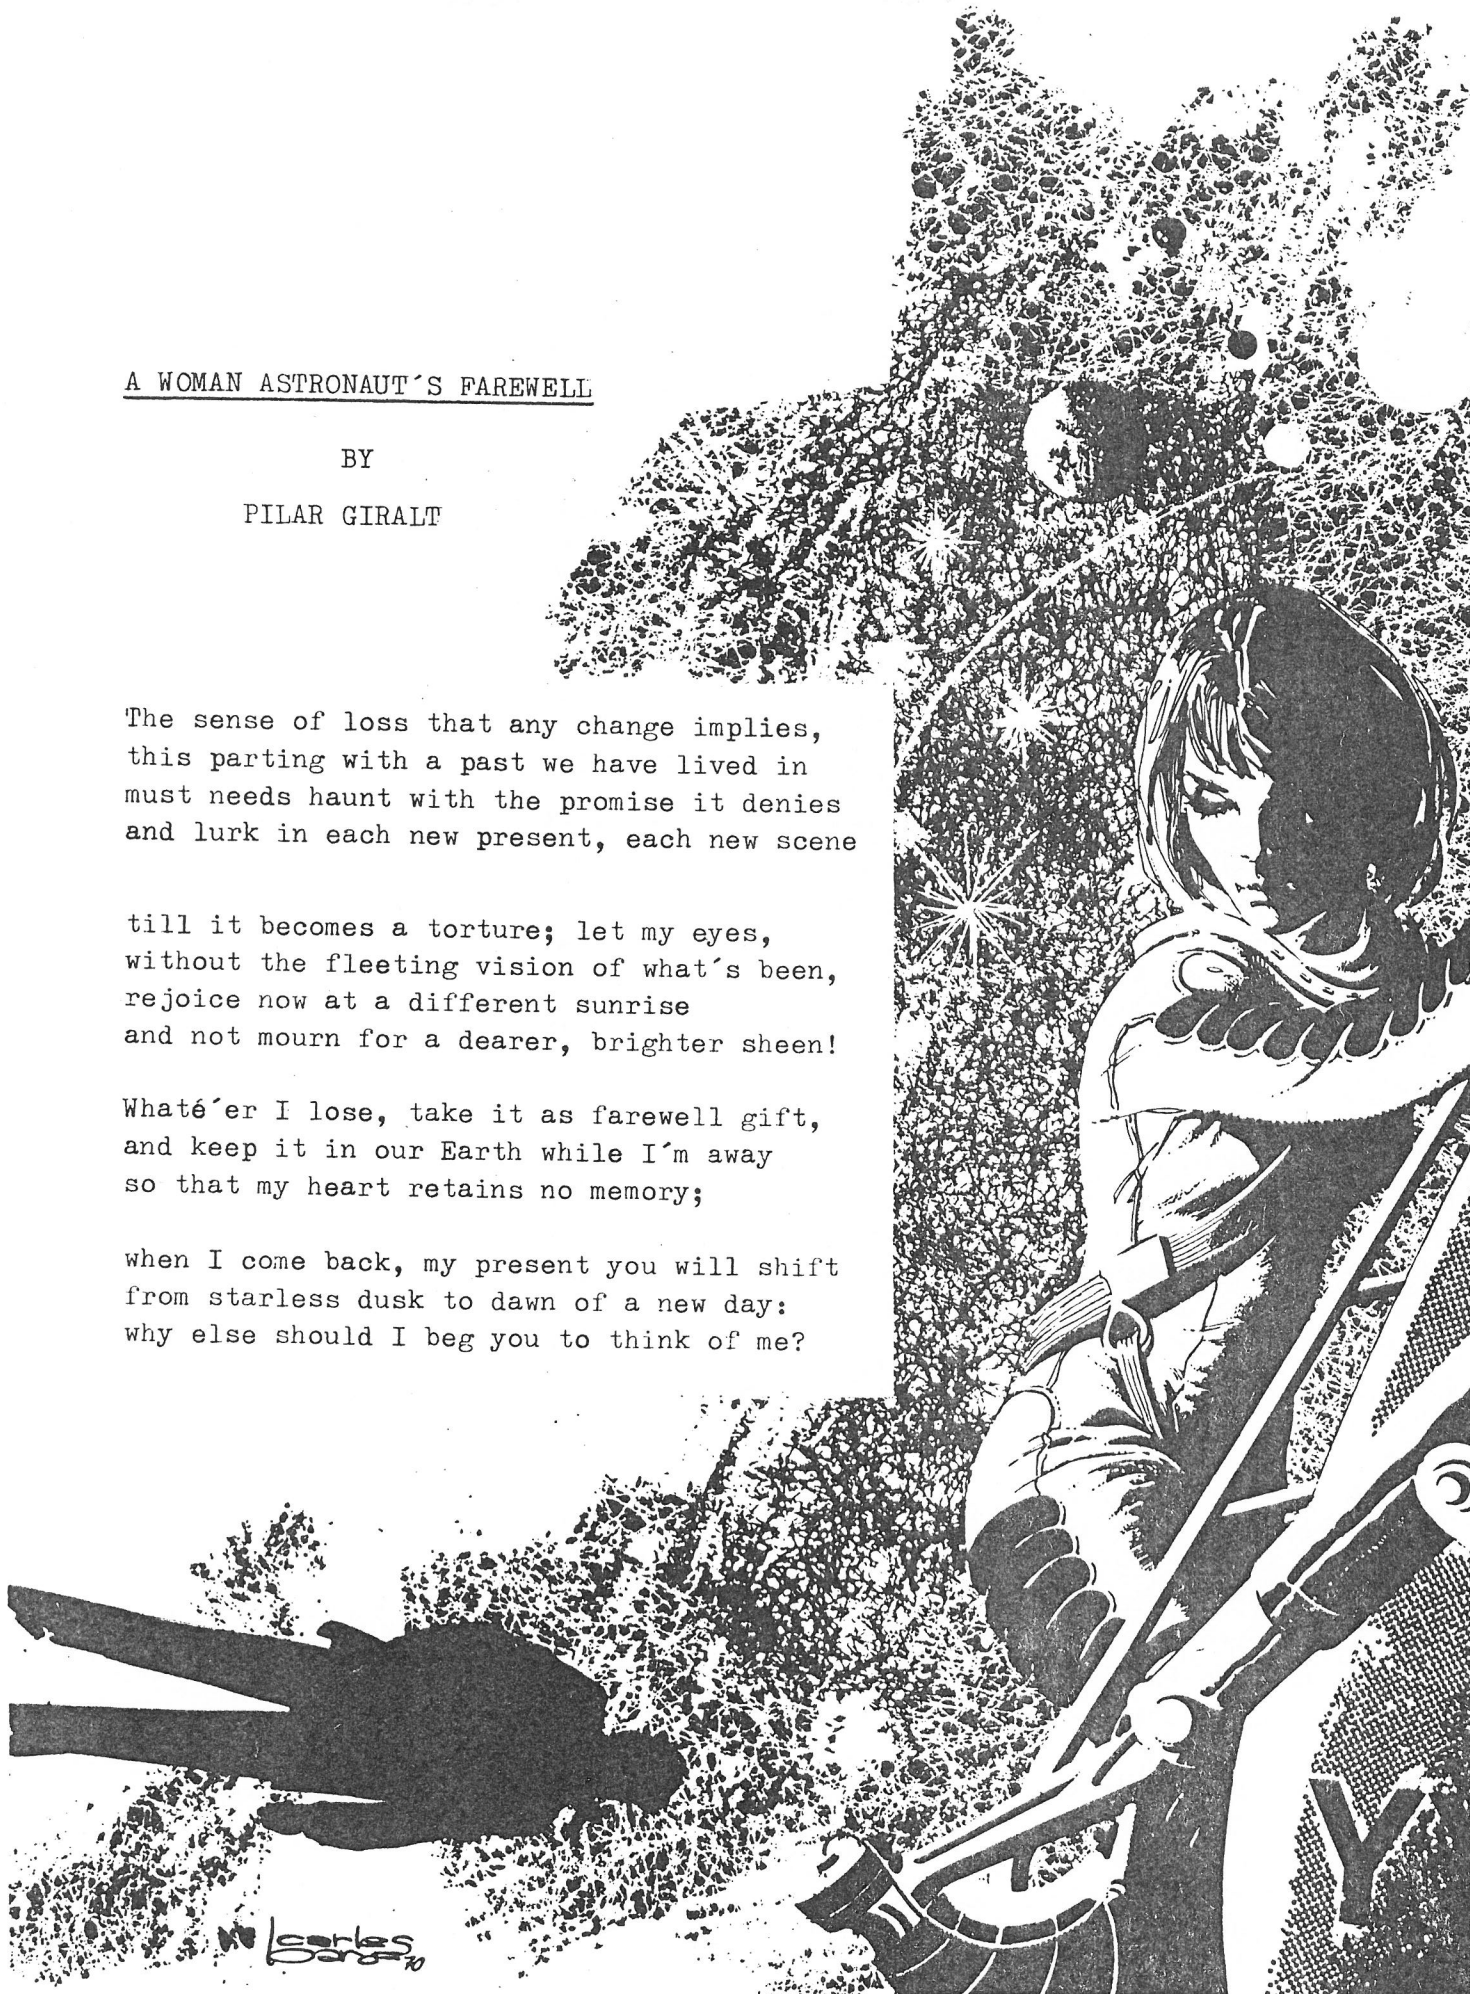 A WOMAN ASTRONAUT´S FAREWELL
BY
PILAR GIRALT
The sense of loss that any change implies,
this parting with a past we have lived in
must needs haunt with the promise it denies
and lurk in each new present, each new scene
till it becomes a torture; let my eyes,
without the fleeting vision of what´s been,
rejoice now at a different sunrise
and not mourn for a dearer, brighter sheen!
Whaté´er I lose, take it as farewell gift,
and keep it in our Earth while I´m away
so that my heart retains no memory;
when I come back, my present you will shift
from starless dusk to dawn of a new day:
why else should I beg you to think of me?
carles
70
Y